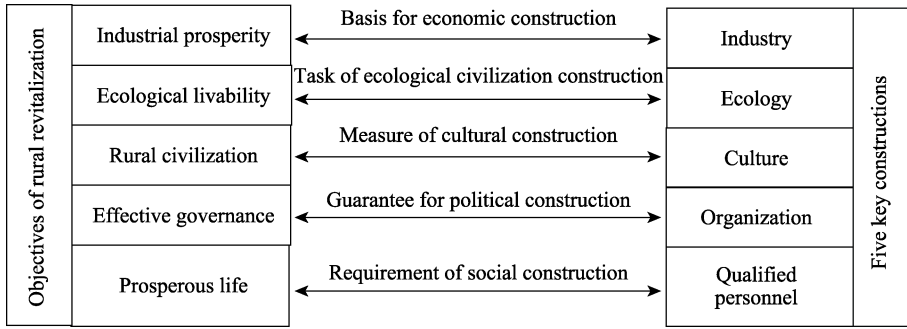 Objectives of rural revitalization
Industrial prosperity
Basis for economic construction
Industry
Ecological livability
Task of ecological civilization construction
Ecology
Rural civilization
Measure of cultural construction
Culture
Effective governance
Guarantee for political construction
Organization
Prosperous life
Requirement of social construction
Qualified
personnel
Five key constructions